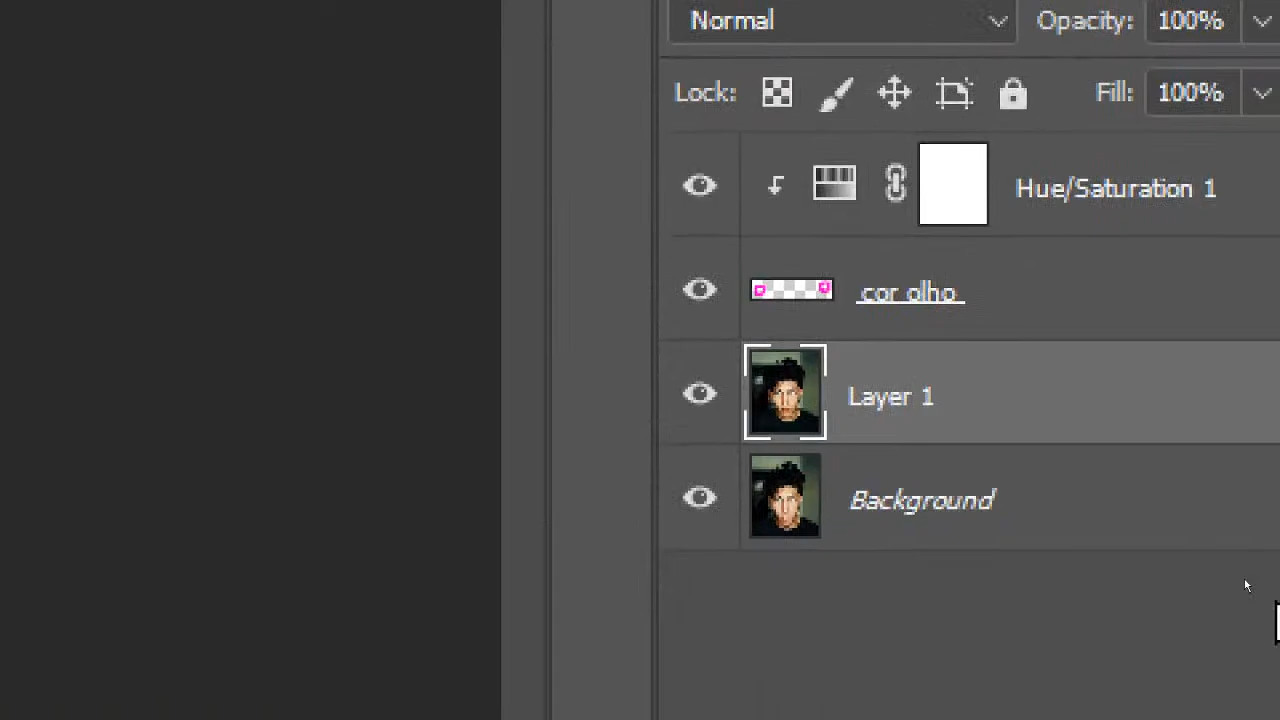 Normal Opacity: 100%
Lock: Fill: 100%
Hue/Saturation 1
cor olho
Layer 1
Background